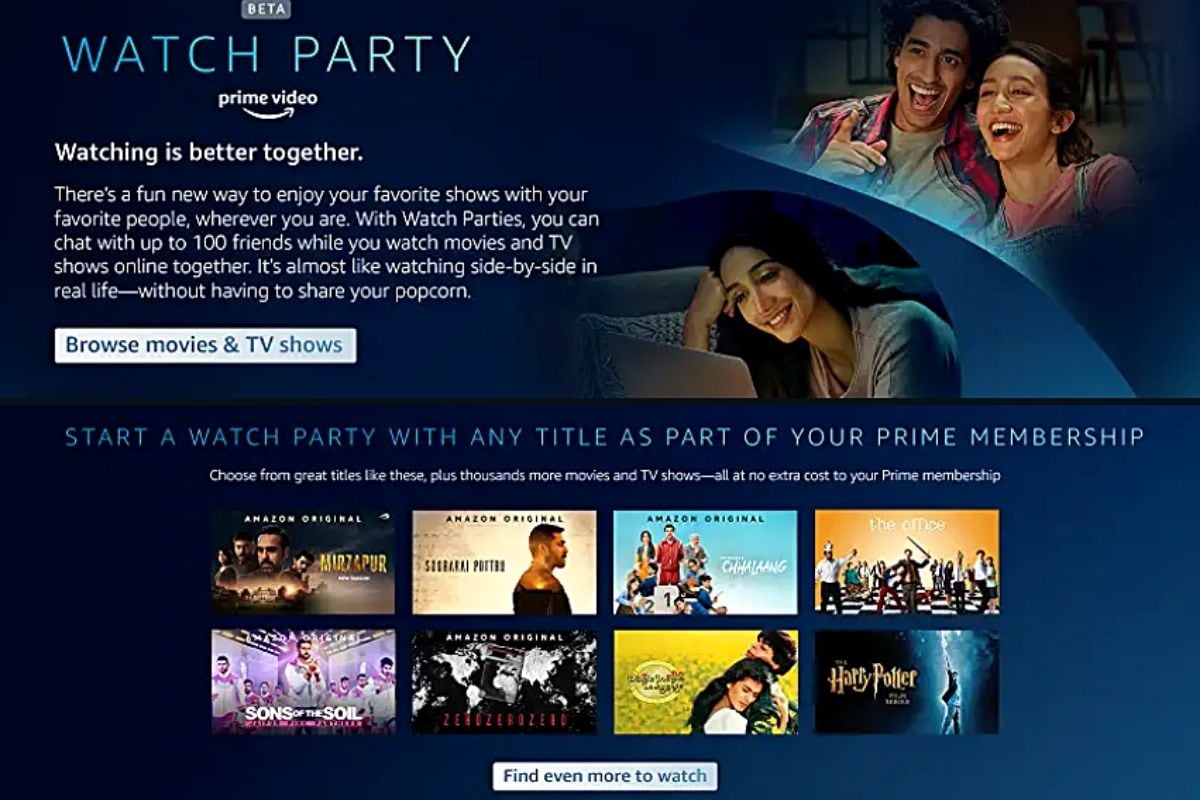 BETA
WATCH PARTY
prime video
Watching is better together.
There's a fun new way to enjoy your favorite shows with your
favorite people, wherever you are. With Watch Parties, you can
chat with up to 100 friends while you watch movies and TV
shows online together. It's almost like watching side-by-side in
real life—without having to share your popcorn.
Browse movies & TV shows
START A WATCH PARTY WITH ANY TITLE AS PART OF YOUR PRIME MEMBERSHIP
Choose from great titles like these, plus thousands more movies and TV shows—all at no extra cost to your Prime membership
AMAZON ORIGINAL
MIRZAPUR
NEW SEASON
AMAZON ORIGINAL
SOORARAI POTTRU
AMAZON ORIGINAL
CHHALAANG
2 1
the office
AMAZON ORIGINAL
SONS OF THE SOIL
JAIPUR PINK PANTHERS
AMAZON ORIGINAL
ZEROZEROZERO
THE
Harry Potter
FILM
SERIES
Find even more to watch